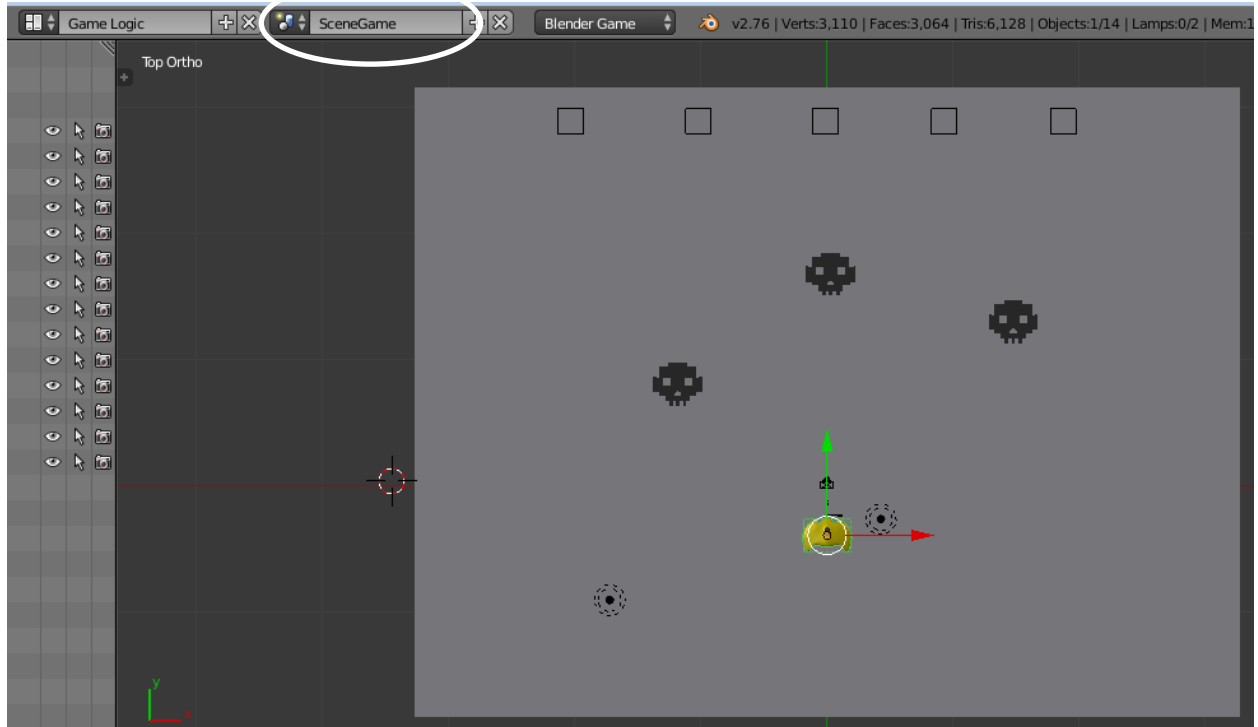 Game Logic SceneGame Blender Game v2.76 | Verts:3,110 | Faces:3,064 | Tris:6,128 | Objects:1/14 | Lamps:0/2 | Mem:1
Top Ortho
y
x